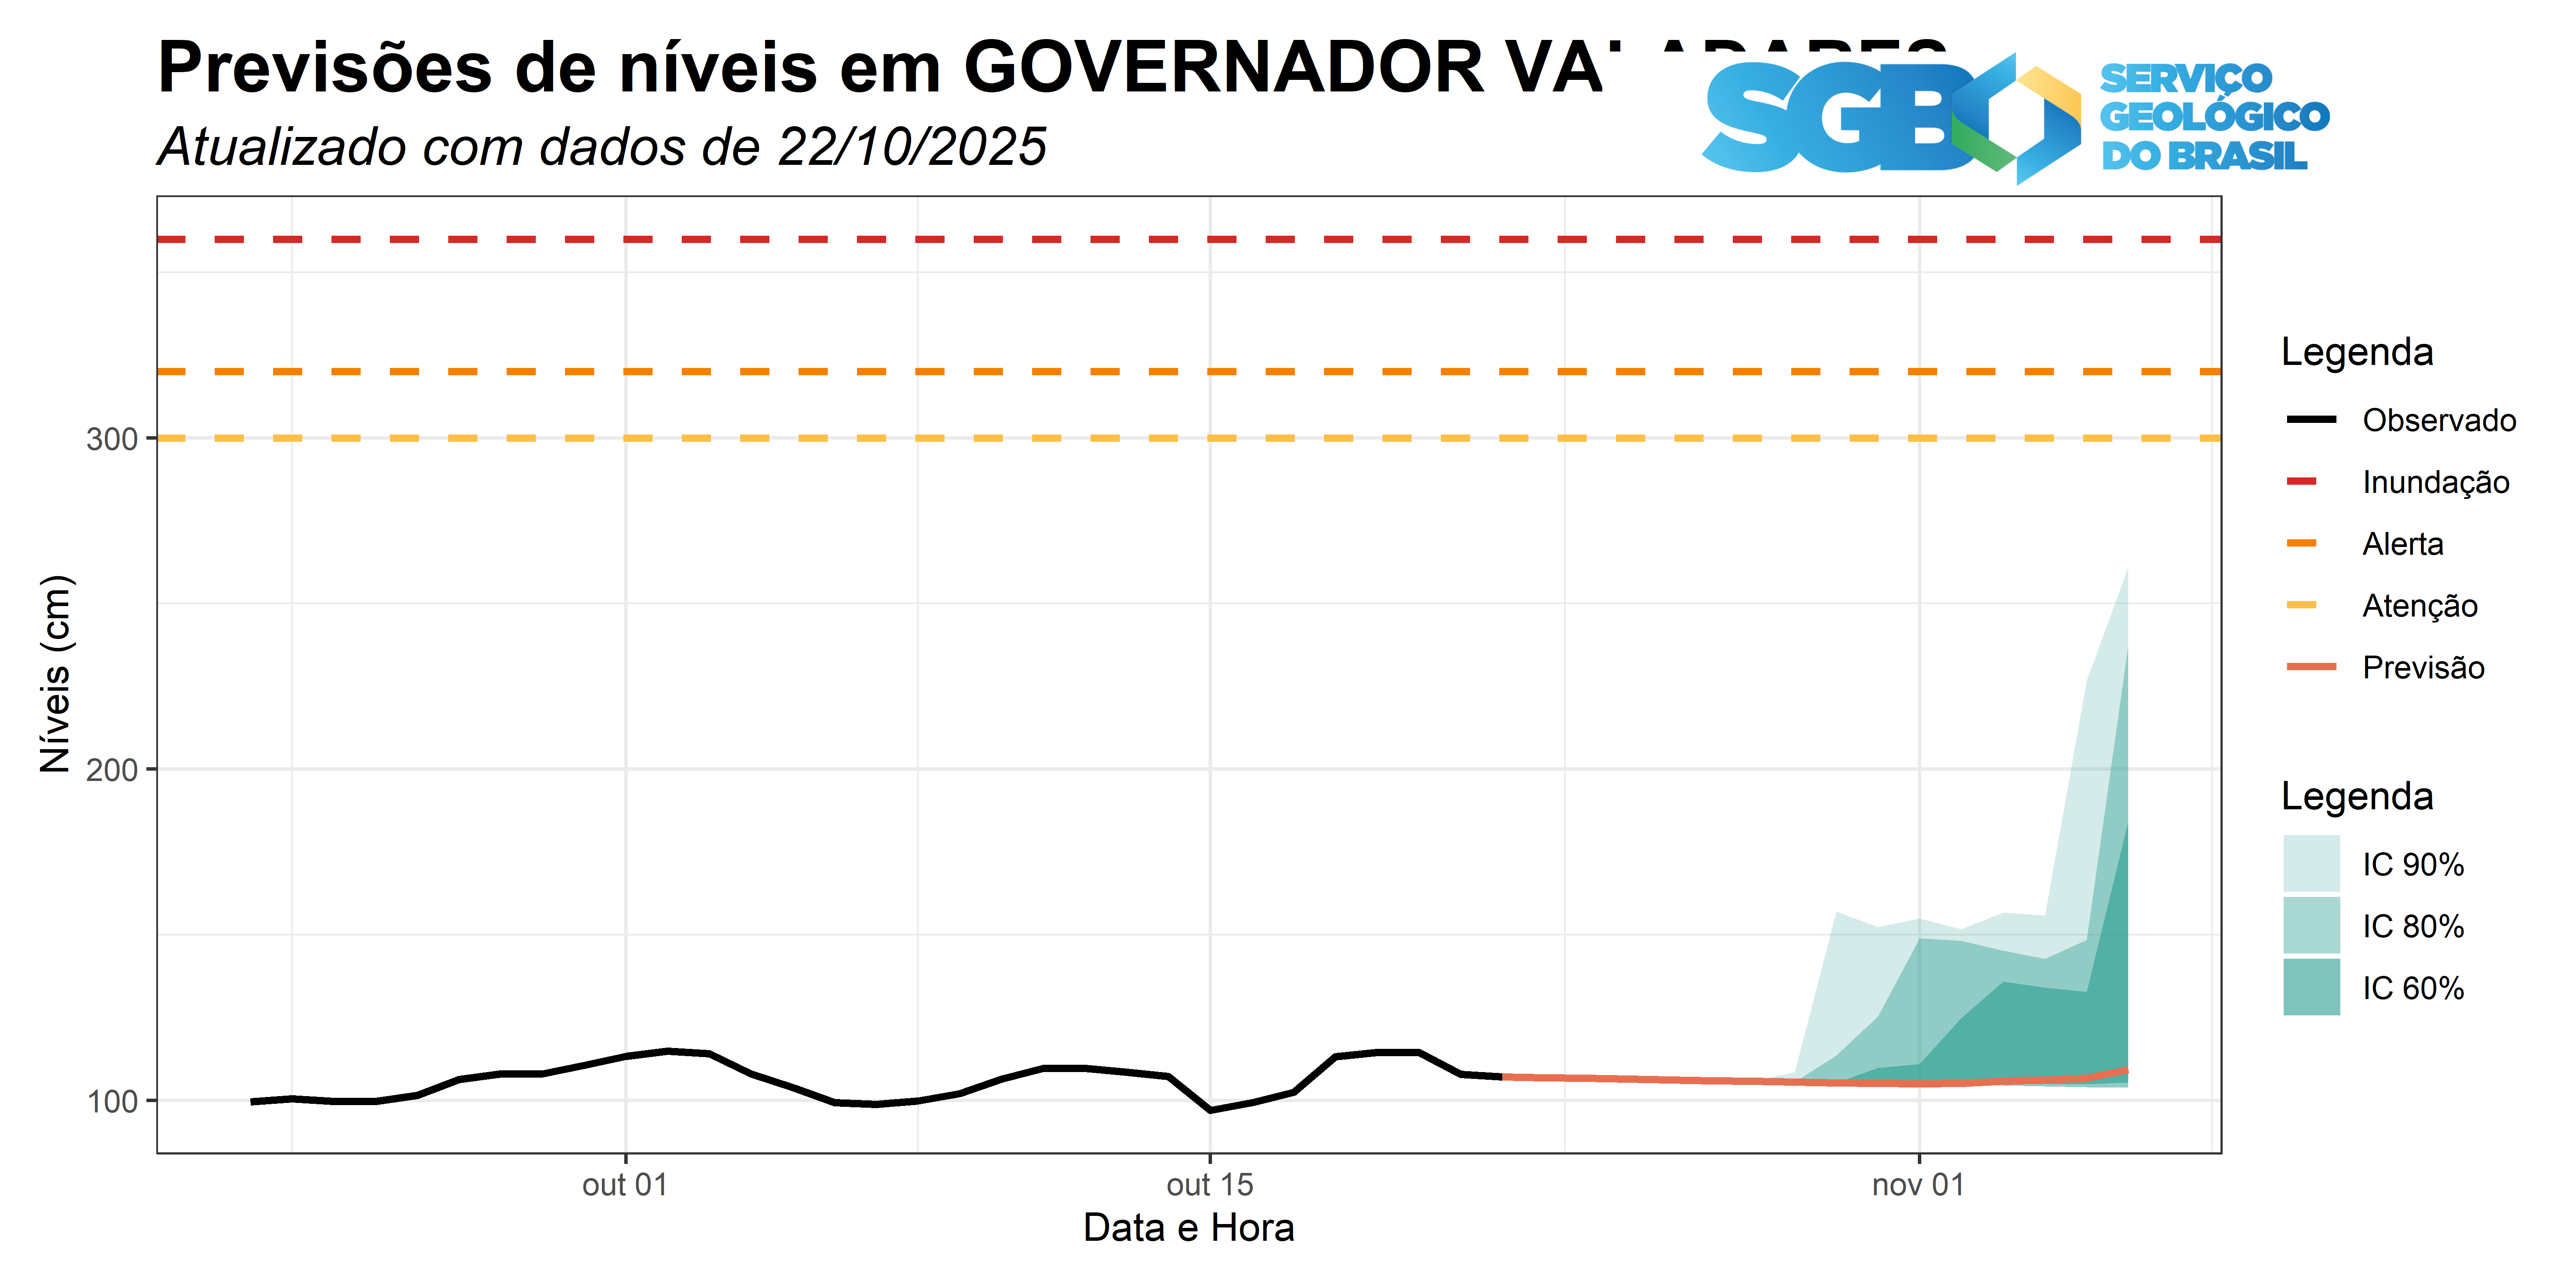 Previsões de níveis em GOVERNADOR
Atualizado com dados de 22/10/2025
SGB
SERVIÇO
GEOLÓGICO
DO BRASIL
Níveis (cm)
300
200
100
out 01
out 15
nov 01
Data e Hora
Legenda
Observado
Inundação
Alerta
Atenção
Previsão
Legenda
IC 90%
IC 80%
IC 60%